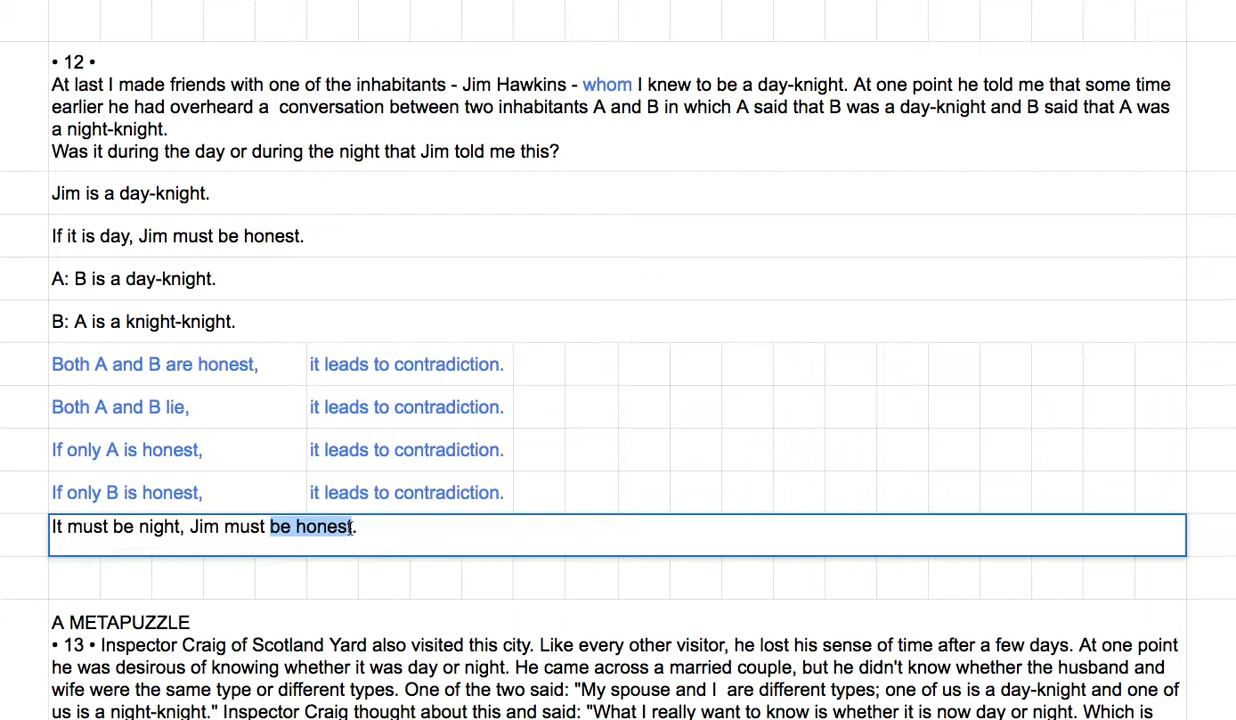 • 12 •
At last I made friends with one of the inhabitants - Jim Hawkins - whom I knew to be a day-knight. At one point he told me that some time
earlier he had overheard a  conversation between two inhabitants A and B in which A said that B was a day-knight and B said that A was
a night-knight.
Was it during the day or during the night that Jim told me this?
Jim is a day-knight.
If it is day, Jim must be honest.
A: B is a day-knight.
B: A is a knight-knight.
Both A and B are honest, it leads to contradiction.
Both A and B lie, it leads to contradiction.
If only A is honest, it leads to contradiction.
If only B is honest, it leads to contradiction.
It must be night, Jim must be honest.
A METAPUZZLE
• 13 • Inspector Craig of Scotland Yard also visited this city. Like every other visitor, he lost his sense of time after a few days. At one point
he was desirous of knowing whether it was day or night. He came across a married couple, but he didn't know whether the husband and
wife were the same type or different types. One of the two said: "My spouse and I  are different types; one of us is a day-knight and one of
us is a night-knight." Inspector Craig thought about this and said: "What I really want to know is whether it is now day or night. Which is